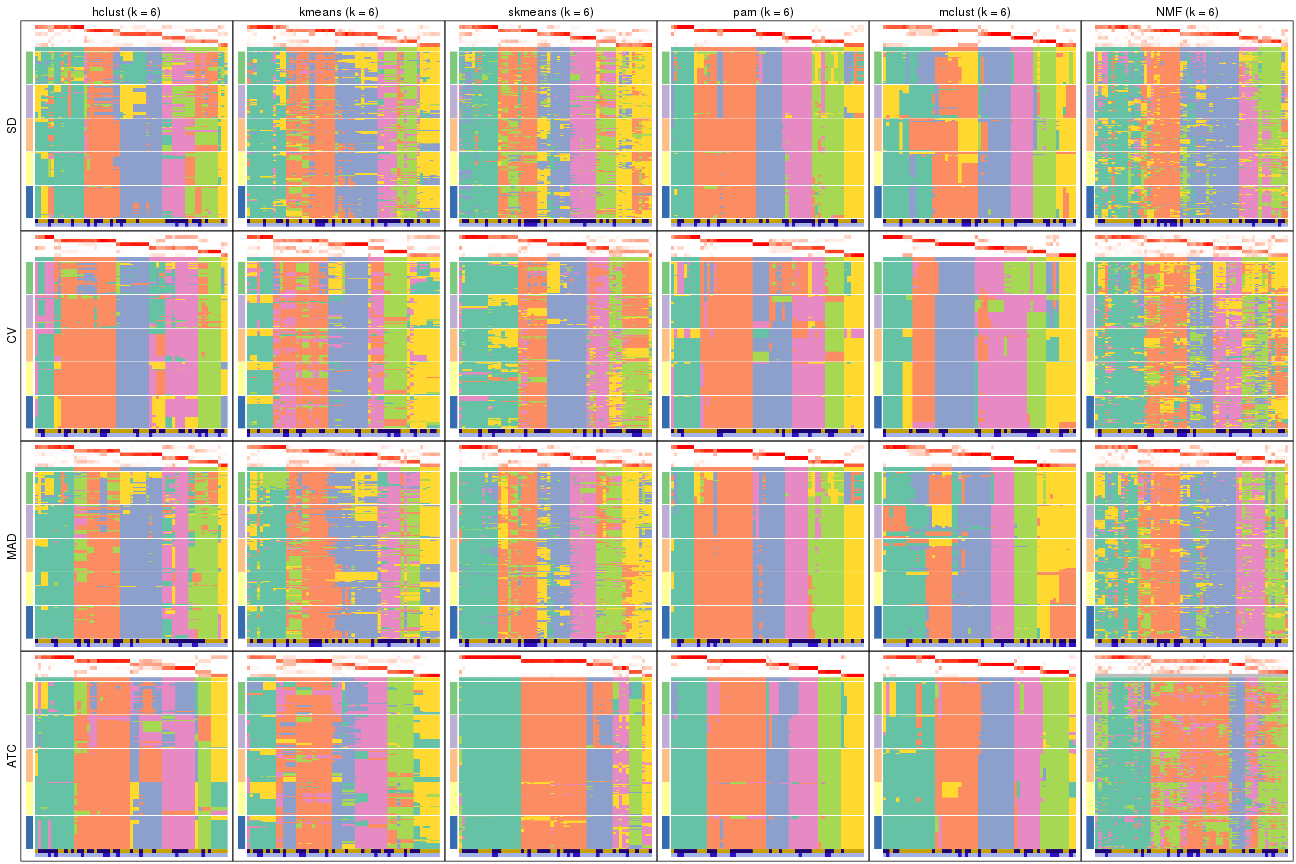 hclust (k = 6) kmeans (k = 6) skmeans (k = 6) pam (k = 6) mclust (k = 6) NMF (k = 6)
SD
CV
MAD
ATC